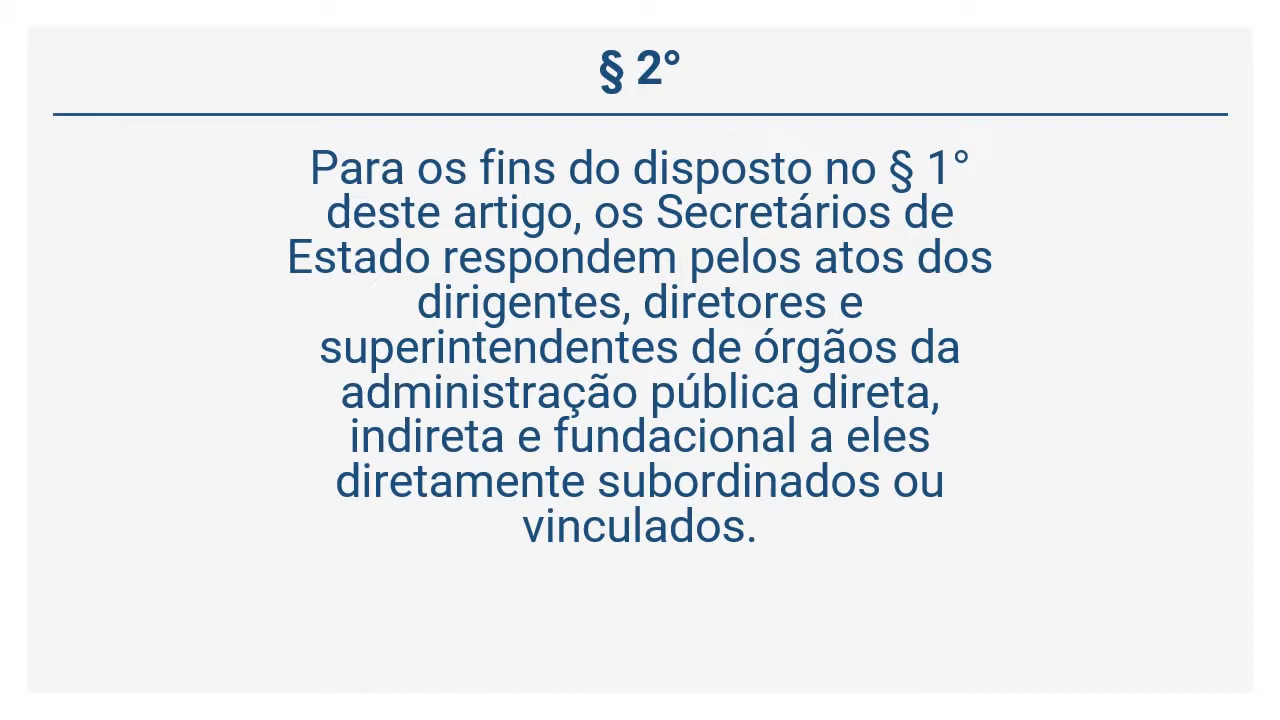 § 2°
Para os fins do disposto no § 1°
deste artigo, os Secretários de
Estado respondem pelos atos dos
dirigentes, diretores e
superintendentes de órgãos da
administração pública direta,
indireta e fundacional a eles
diretamente subordinados ou
vinculados.